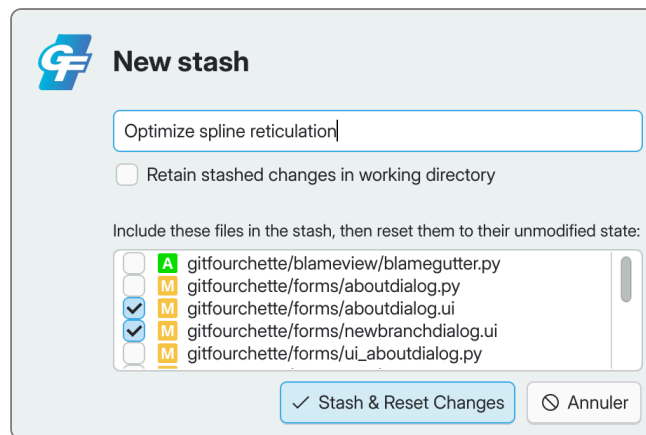 GF
New stash
Optimize spline reticulation
Retain stashed changes in working directory
Include these files in the stash, then reset them to their unmodified state:
A gitfourchette/blameview/blamegutter.py
M gitfourchette/forms/aboutdialog.py
M gitfourchette/forms/aboutdialog.ui
M gitfourchette/forms/newbranchdialog.ui
M gitfourchette/forms/ui_aboutdialog.py
Stash & Reset Changes
Annuler